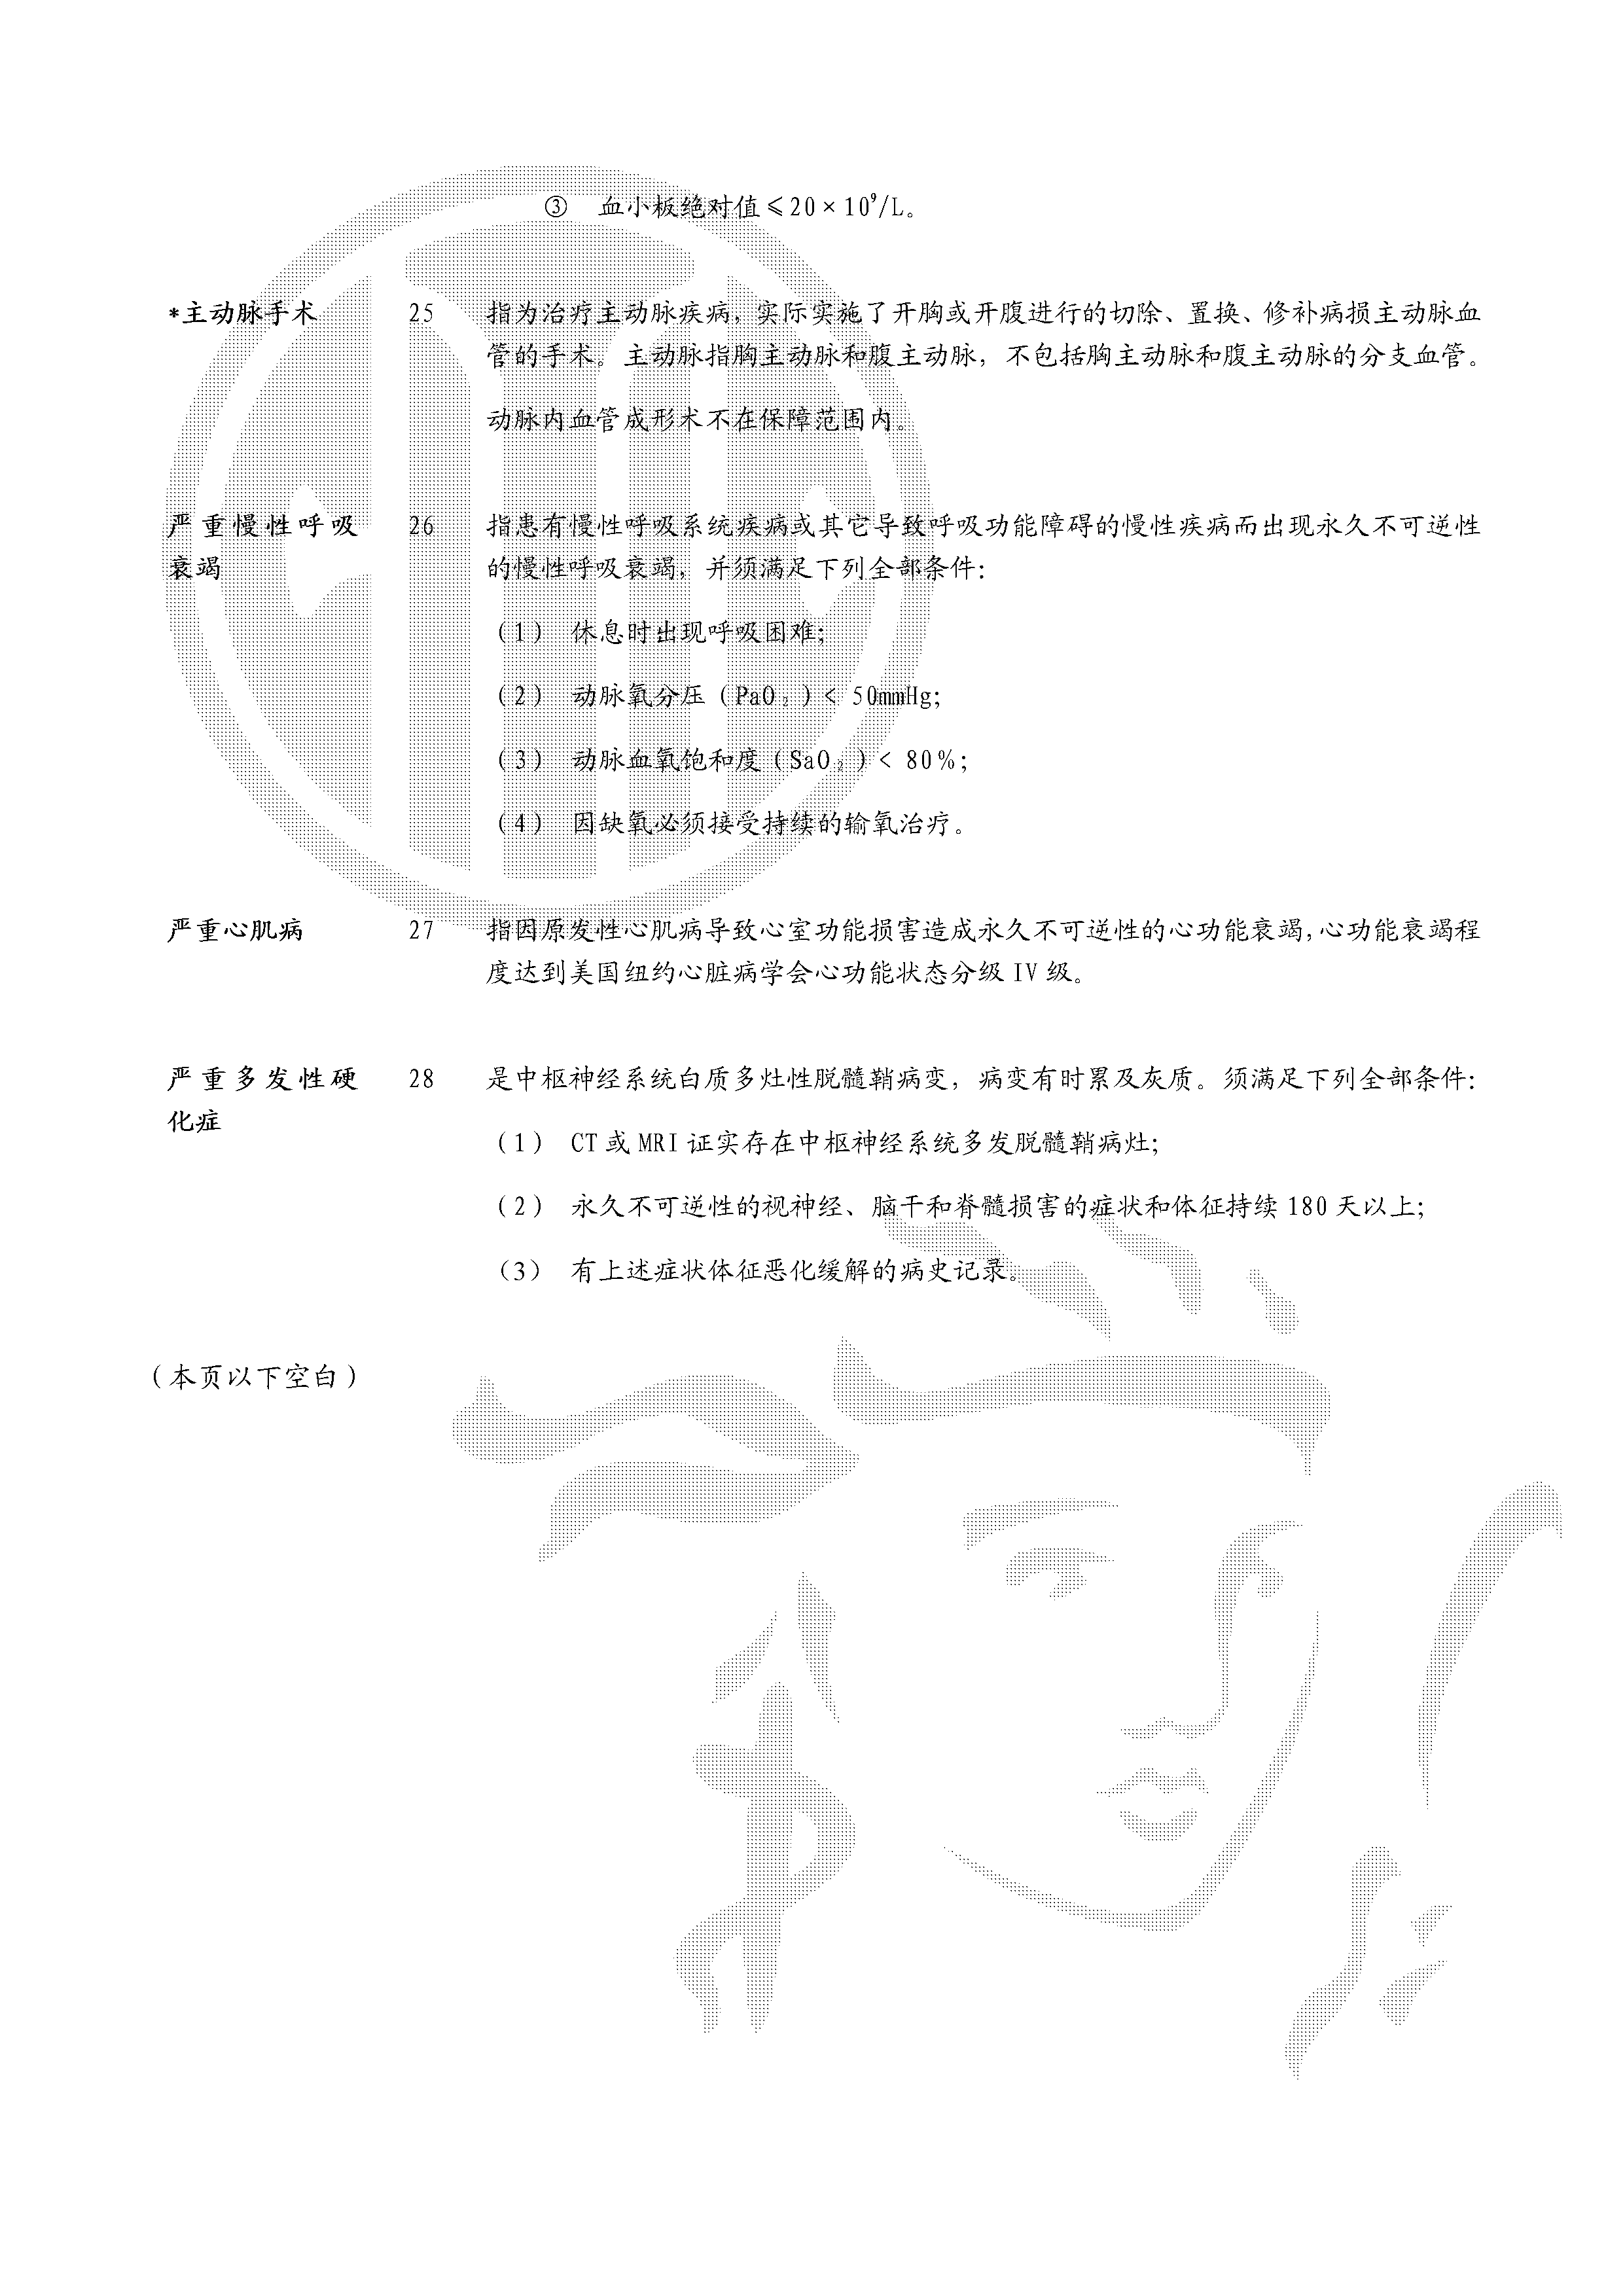 ③ 血小板绝对值≤20×10⁹/L。
*主动脉手术 25 指为治疗主动脉疾病，实际实施了开胸或开腹进行的切除、置换、修补病损主动脉血
管的手术。主动脉指胸主动脉和腹主动脉，不包括胸主动脉和腹主动脉的分支血管。
动脉内血管成形术不在保障范围内。
严重慢性呼吸 26 指患有慢性呼吸系统疾病或其它导致呼吸功能障碍的慢性疾病而出现永久不可逆性
衰竭 的慢性呼吸衰竭，并须满足下列全部条件：
（1） 休息时出现呼吸困难；
（2） 动脉氧分压（PaO₂）< 50mmHg；
（3） 动脉血氧饱和度（SaO₂）< 80%；
（4） 因缺氧必须接受持续的输氧治疗。
严重心肌病 27 指因原发性心肌病导致心室功能损害造成永久不可逆性的心功能衰竭，心功能衰竭程
度达到美国纽约心脏病学会心功能状态分级 IV 级。
严重多发性硬 28 是中枢神经系统白质多灶性脱髓鞘病变，病变有时累及灰质。须满足下列全部条件：
化症
（1） CT 或 MRI 证实存在中枢神经系统多发脱髓鞘病灶；
（2） 永久不可逆性的视神经、脑干和脊髓损害的症状和体征持续 180 天以上；
（3） 有上述症状体征恶化缓解的病史记录。
（本页以下空白）